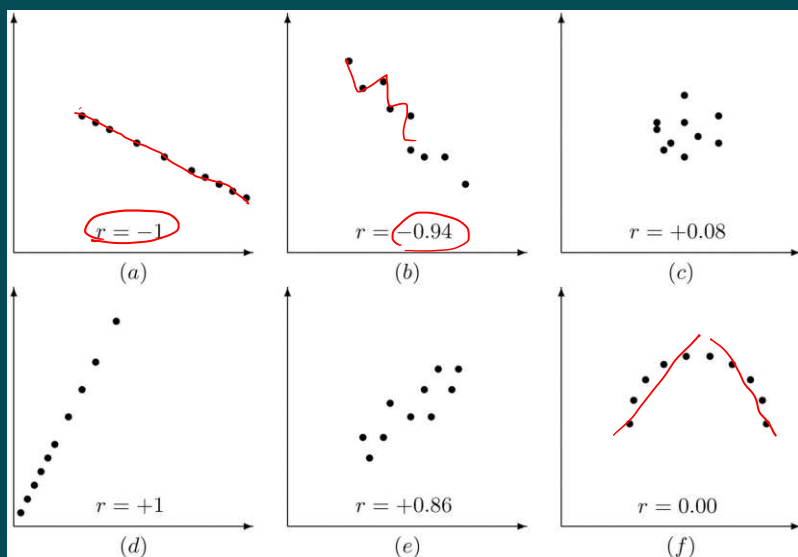 r = −1
(a)
r = −0.94
(b)
r = +0.08
(c)
r = +1
(d)
r = +0.86
(e)
r = 0.00
(f)